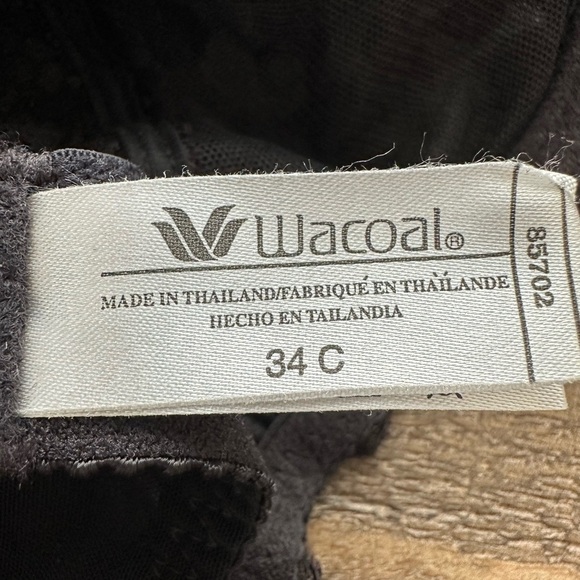 Wacoal®
MADE IN THAILAND/FABRIQUÉ EN THAÏLANDE
HECHO EN TAILANDIA
34 C
85702